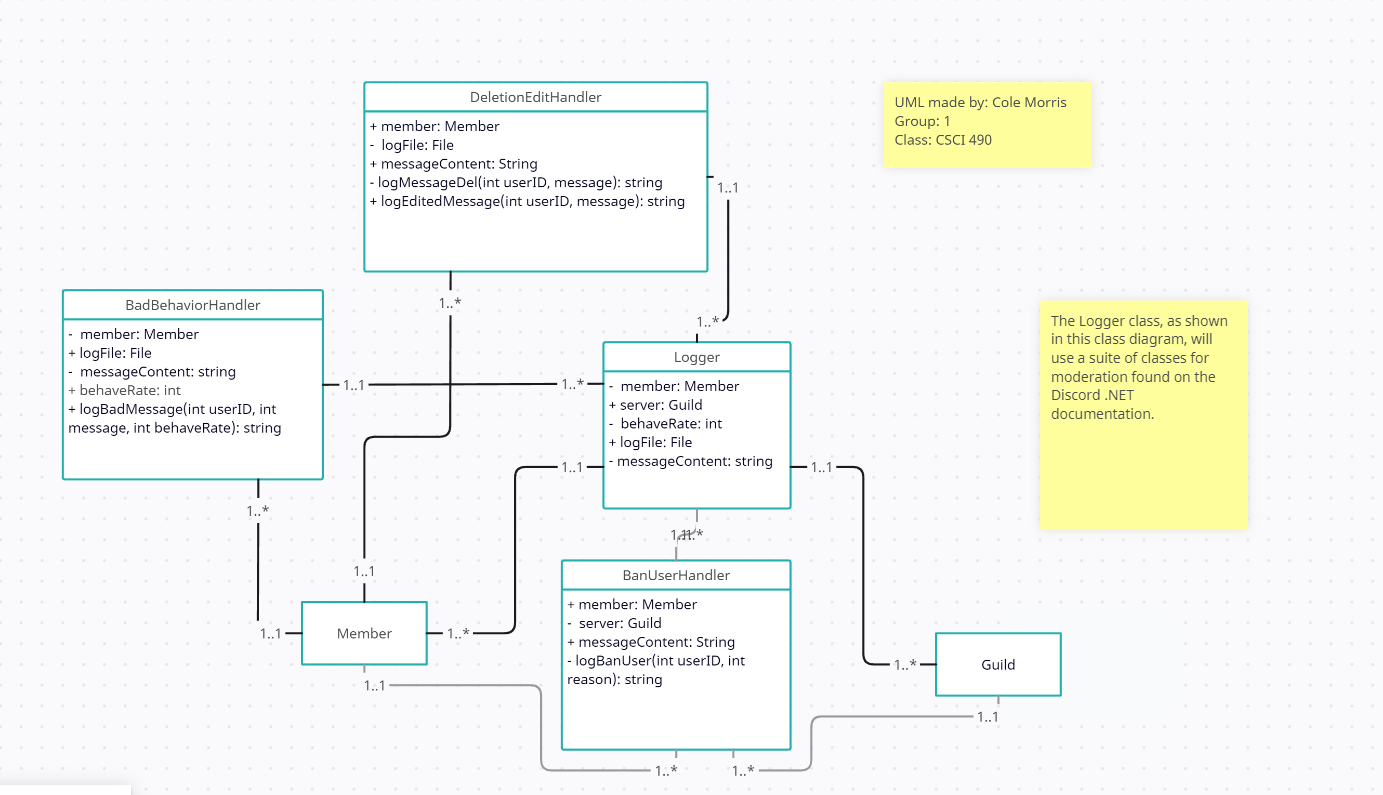 DeletionEditHandler
+ member: Member
-  logFile: File
+ messageContent: String
- logMessageDel(int userID, message): string
+ logEditedMessage(int userID, message): string
UML made by: Cole Morris
Group: 1
Class: CSCI 490
1..1
1..*
1..*
BadBehaviorHandler
-  member: Member
+ logFile: File
-  messageContent: string
+ behaveRate: int
+ logBadMessage(int userID, int
message, int behaveRate): string
1..1
1..*
Logger
-  member: Member
+ server: Guild
-  behaveRate: int
+ logFile: File
- messageContent: string
The Logger class, as shown
in this class diagram, will
use a suite of classes for
moderation found on the
Discord .NET
documentation.
1..1
1..1
1..*
1..1
1..1
1..*
BanUserHandler
+ member: Member
-  server: Guild
+ messageContent: String
- logBanUser(int userID, int
reason): string
1..1
Member
1..*
1..*
Guild
1..1
1..1
1..*
1..*